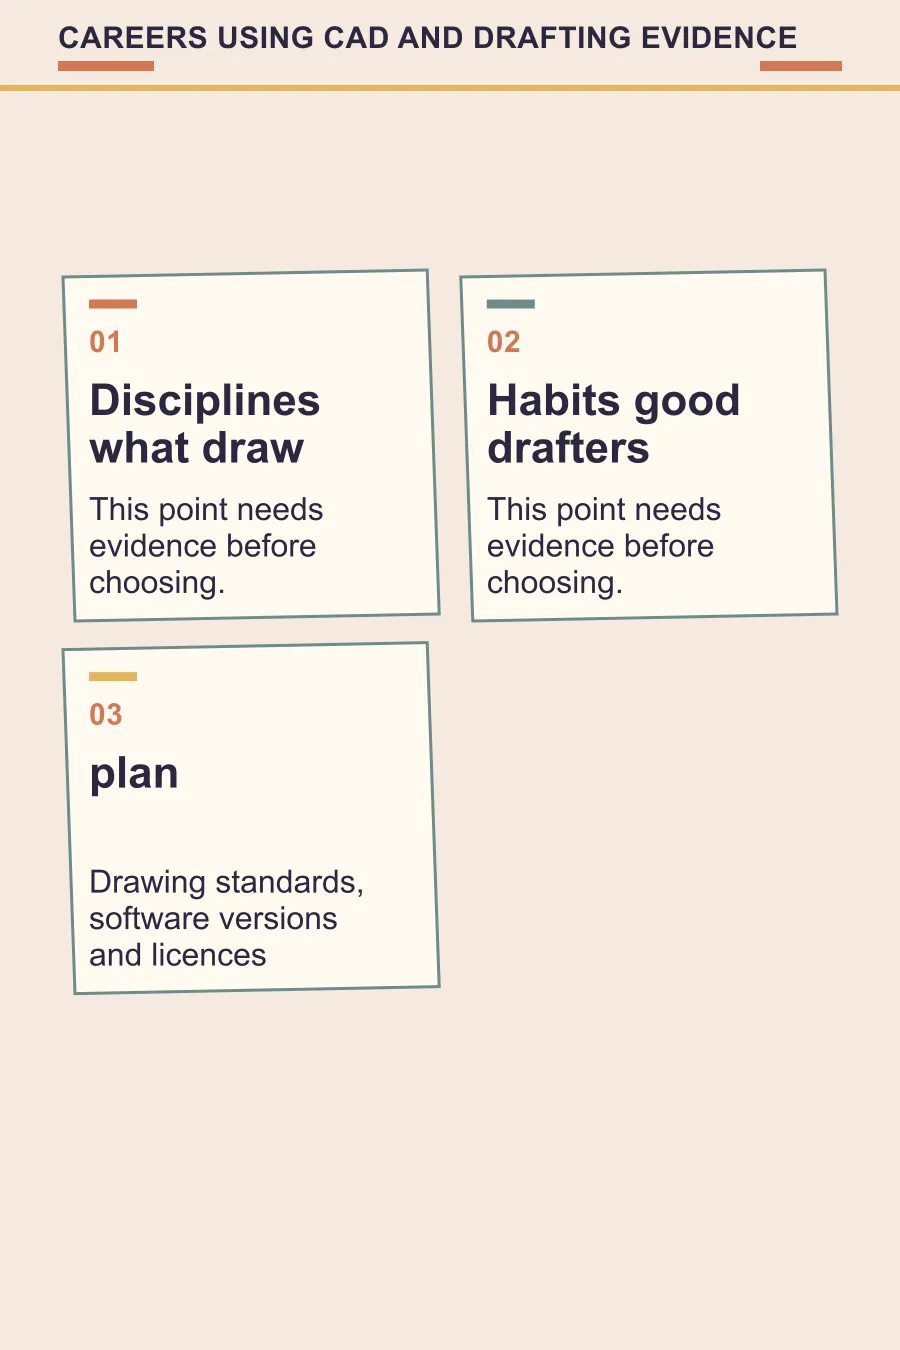 CAREERS USING CAD AND DRAFTING EVIDENCE
01
Disciplines
what draw
This point needs
evidence before
choosing.
02
Habits good
drafters
This point needs
evidence before
choosing.
03
plan
Drawing standards,
software versions
and licences